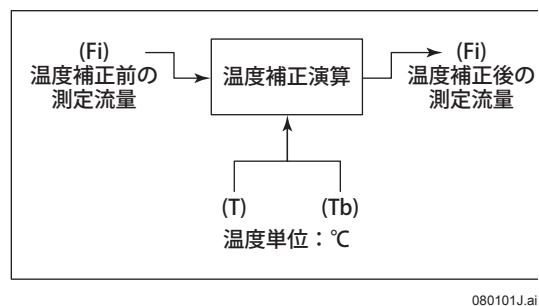 (Fi)
温度補正前の
測定流量
温度補正演算
(Fi)
温度補正後の
測定流量
(T)
(Tb)
温度単位：℃
080101J.ai